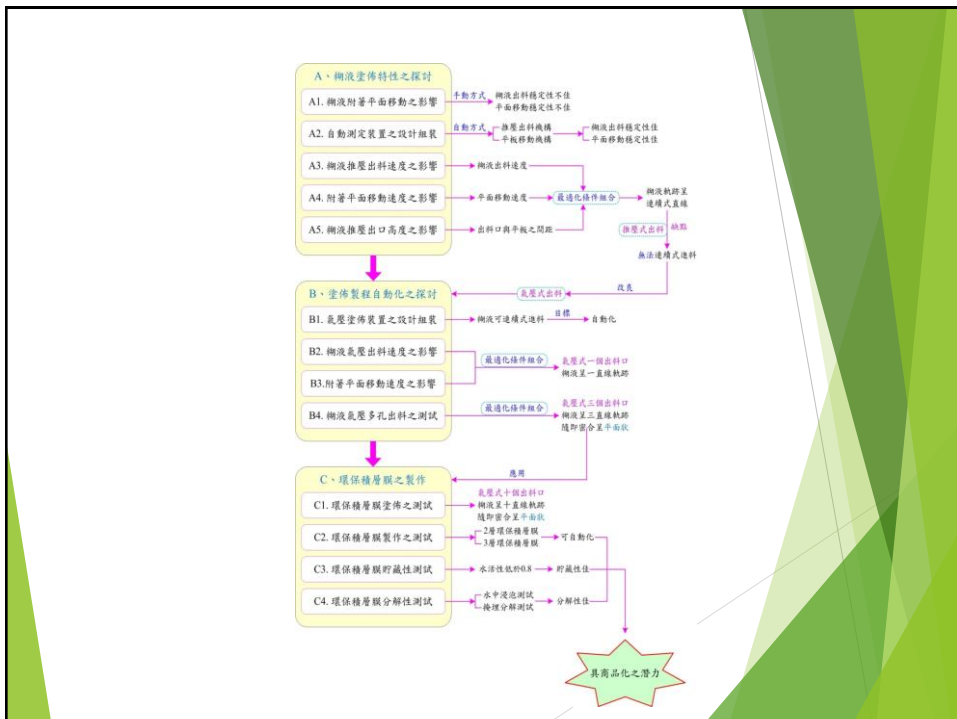 A、糊液塗佈特性之探討
A1. 糊液附著平面移動之影響
手動方式
糊液出料穩定性不佳
平面移動穩定性不佳
A2. 自動測定裝置之設計組裝
自動方式
推壓出料機構
平板移動機構
糊液出料穩定性佳
平面移動穩定性佳
A3. 糊液推壓出料速度之影響
糊液出料速度
A4. 附著平面移動速度之影響
平面移動速度
最適化條件組合
糊液軌跡呈
連續式直線
A5. 糊液推壓出口高度之影響
出料口與平板之間距
推壓式出料
缺點
無法連續式進料
改良
氣壓式出料
B、塗佈製程自動化之探討
B1. 氣壓塗佈裝置之設計組裝
糊液可連續式進料
目標
自動化
B2. 糊液氣壓出料速度之影響
B3.附著平面移動速度之影響
最適化條件組合
氣壓式一個出料口
糊液呈一直線軌跡
B4. 糊液氣壓多孔出料之測試
最適化條件組合
氣壓式三個出料口
糊液呈三直線軌跡
隨即密合呈平面狀
應用
C、環保積層膜之製作
C1. 環保積層膜塗佈之測試
氣壓式十個出料口
糊液呈十直線軌跡
隨即密合呈平面狀
C2. 環保積層膜製作之測試
2層環保積層膜
3層環保積層膜
可自動化
C3. 環保積層膜貯藏性測試
水活性低於0.8
貯藏性佳
C4. 環保積層膜分解性測試
水中浸泡測試
掩埋分解測試
分解性佳
具商品化之潛力